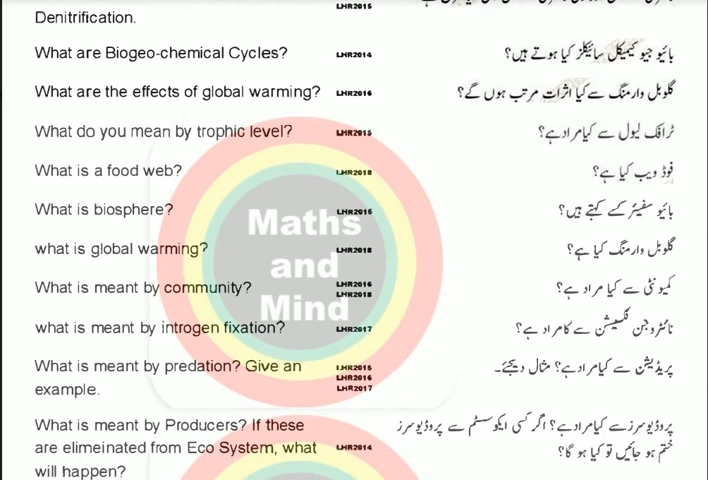 Denitrification. LHR2015
What are Biogeo-chemical Cycles? LHR2014 بائیو جیو کیمیکل سائیکلز کیا ہوتے ہیں؟
What are the effects of global warming? LHR2016 گلوبل وارمنگ سے کیا اثرات مرتب ہوں گے؟
What do you mean by trophic level? LHR2015 ٹرافک لیول سے کیا مراد ہے؟
What is a food web? LHR2018 فوڈ ویب کیا ہے؟
What is biosphere? LHR2015 بائیو سفیئر کسے کہتے ہیں؟
Maths
what is global warming? LHR2018 گلوبل وارمنگ کیا ہے؟
and
What is meant by community? LHR2016 LHR2018 کمیونٹی سے کیا مراد ہے؟
Mind
what is meant by introgen fixation? LHR2017 نائٹروجن فکسیشن سے کا مراد ہے؟
What is meant by predation? Give an LHR2015 پریڈیشن سے کیا مراد ہے؟ مثال دیجئے۔
example. LHR2016 LHR2017
What is meant by Producers? If these پروڈیوسرز سے کیا مراد ہے؟ اگر کسی ایکو سسٹم سے پروڈیوسرز
are elimeinated from Eco System, what LHR2014 ختم ہو جائیں تو کیا ہو گا؟
will happen?